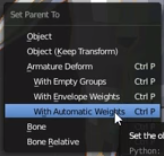 Set Parent To
Object
Object (Keep Transform)
Armature Deform Ctrl P
With Empty Groups Ctrl P
With Envelope Weights Ctrl P
With Automatic Weights Ctrl P
Bone
Bone Relative
Set the ob
Python: